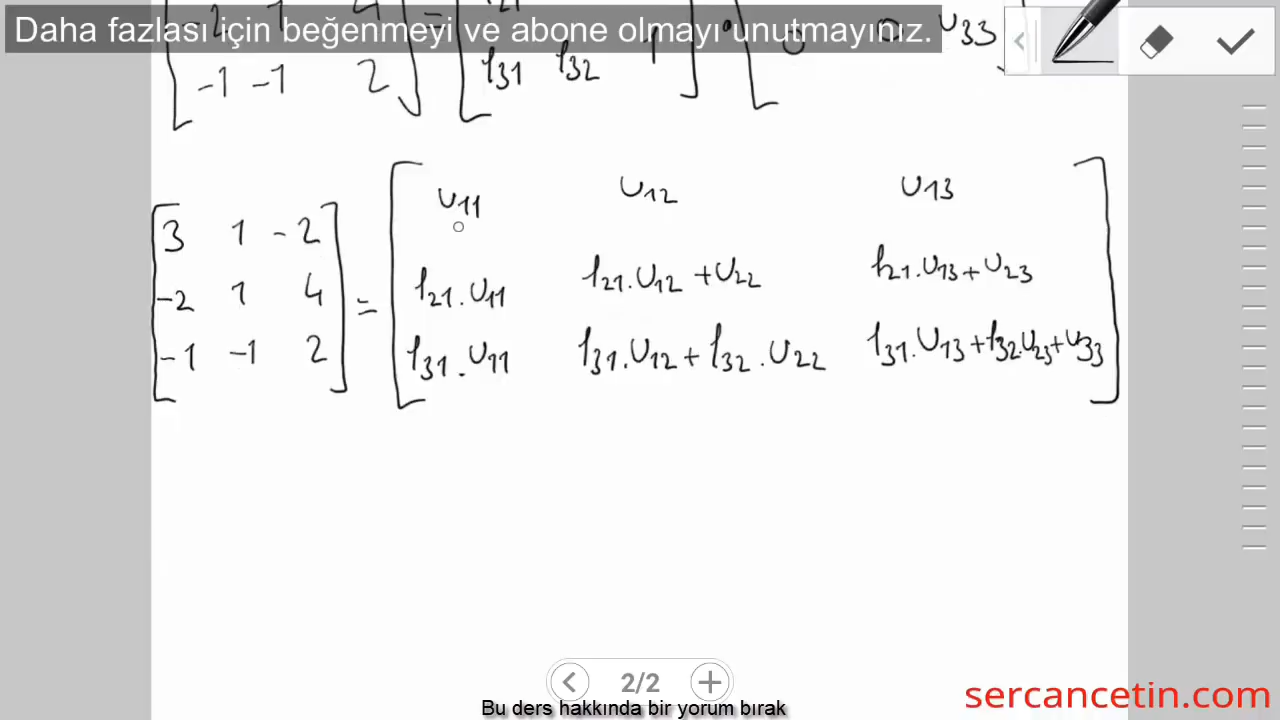 Daha fazlası için beğenmeyi ve abone olmayı unutmayınız.
0 U33
-1 -1 2 l31 l32 1
U11 U12 U13
3 1 -2
l21.U11 l21.U12 + U22 l21.U13 + U23
-2 1 4 =
-1 -1 2 l31.U11 l31.U12 + l32.U22 l31.U13 + l32.U23 + U33
2/2
sercancetin.com
Bu ders hakkında bir yorum bırak